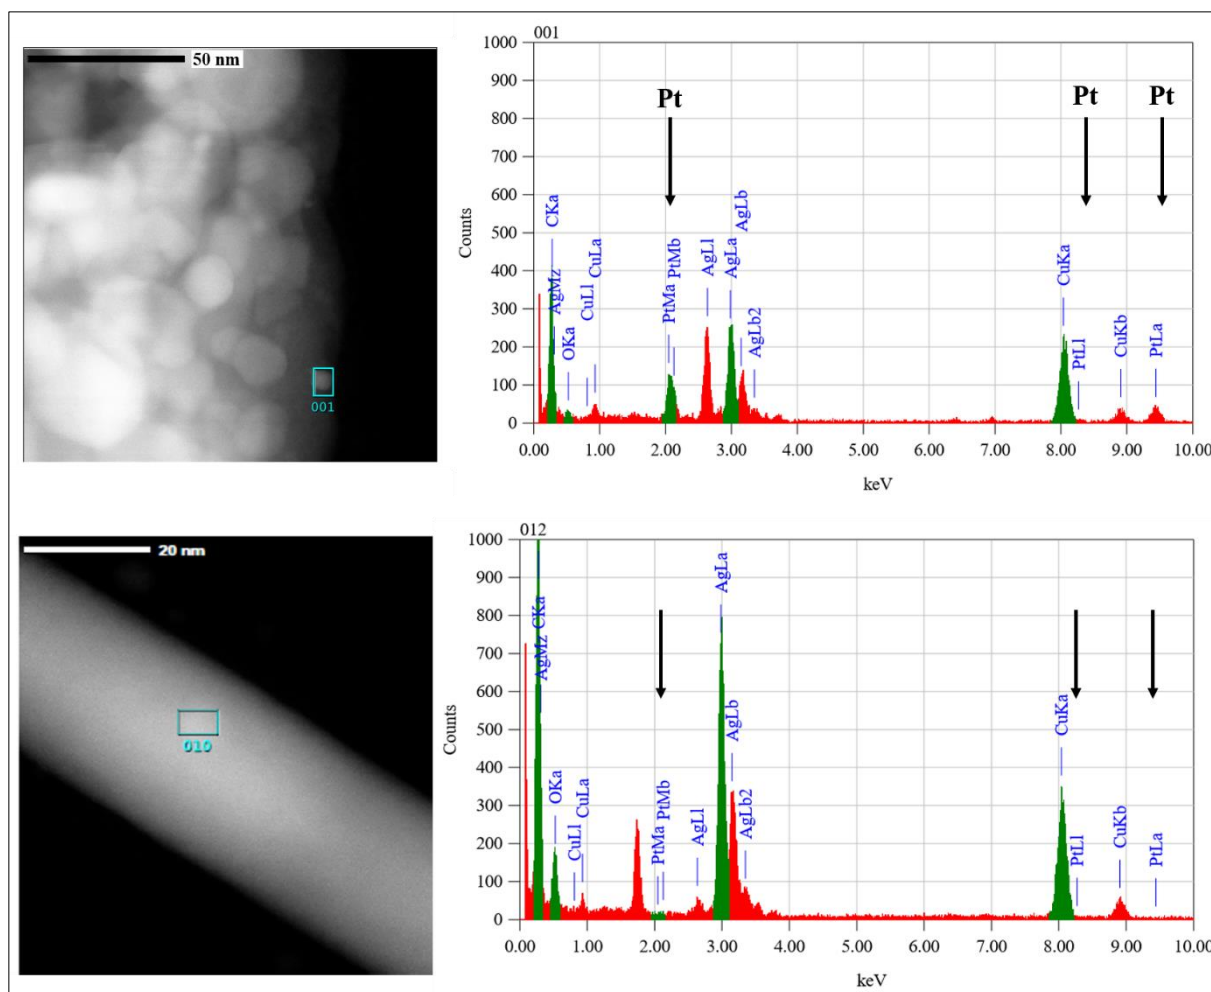 50 nm
001
001
1000
900
800
700
600
500
400
300
200
100
0
Counts
Pt
Pt
Pt
CKa
AgMz
OKa
CuLl
CuLa
PtMa
PtMb
AgLl
AgLa
AgLb
AgLb2
CuKa
PtLl
CuKb
PtLa
0.00 1.00 2.00 3.00 4.00 5.00 6.00 7.00 8.00 9.00 10.00
keV
20 nm
010
012
1000
900
800
700
600
500
400
300
200
100
0
Counts
AgMz CKa
OKa
CuLl
CuLa
PtMa
PtMb
AgLl
AgLa
AgLb
AgLb2
CuKa
PtLl
CuKb
PtLa
0.00 1.00 2.00 3.00 4.00 5.00 6.00 7.00 8.00 9.00 10.00
keV